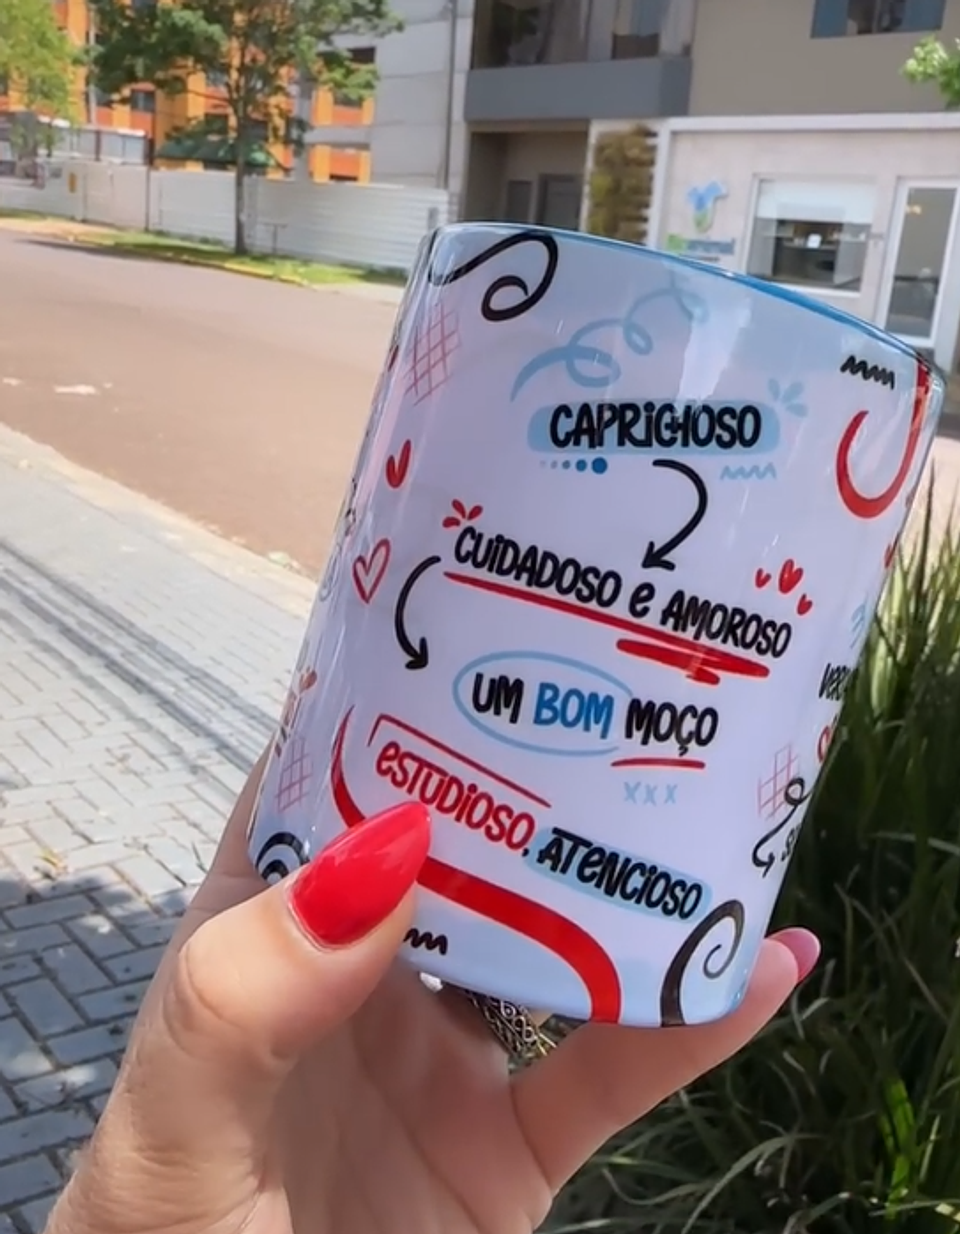 CAPRICHOSO
CUIDADOSO e AMOROSO
UM BOM MOÇO
eSTUDIOSO, ATENCIOSO